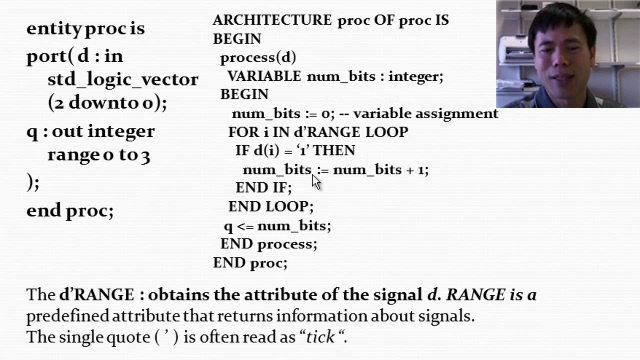 entity proc is
port( d : in
std_logic_vector
(2 downto 0);
q : out integer
range 0 to 3
);
end proc;
ARCHITECTURE proc OF proc IS
BEGIN
process(d)
VARIABLE num_bits : integer;
BEGIN
num_bits := 0; -- variable assignment
FOR i IN d’RANGE LOOP
IF d(i) = ‘1’ THEN
num_bits := num_bits + 1;
END IF;
END LOOP;
q <= num_bits;
END process;
END proc;
The d’RANGE : obtains the attribute of the signal d. RANGE is a
predefined attribute that returns information about signals.
The single quote ( ’ ) is often read as “tick “.